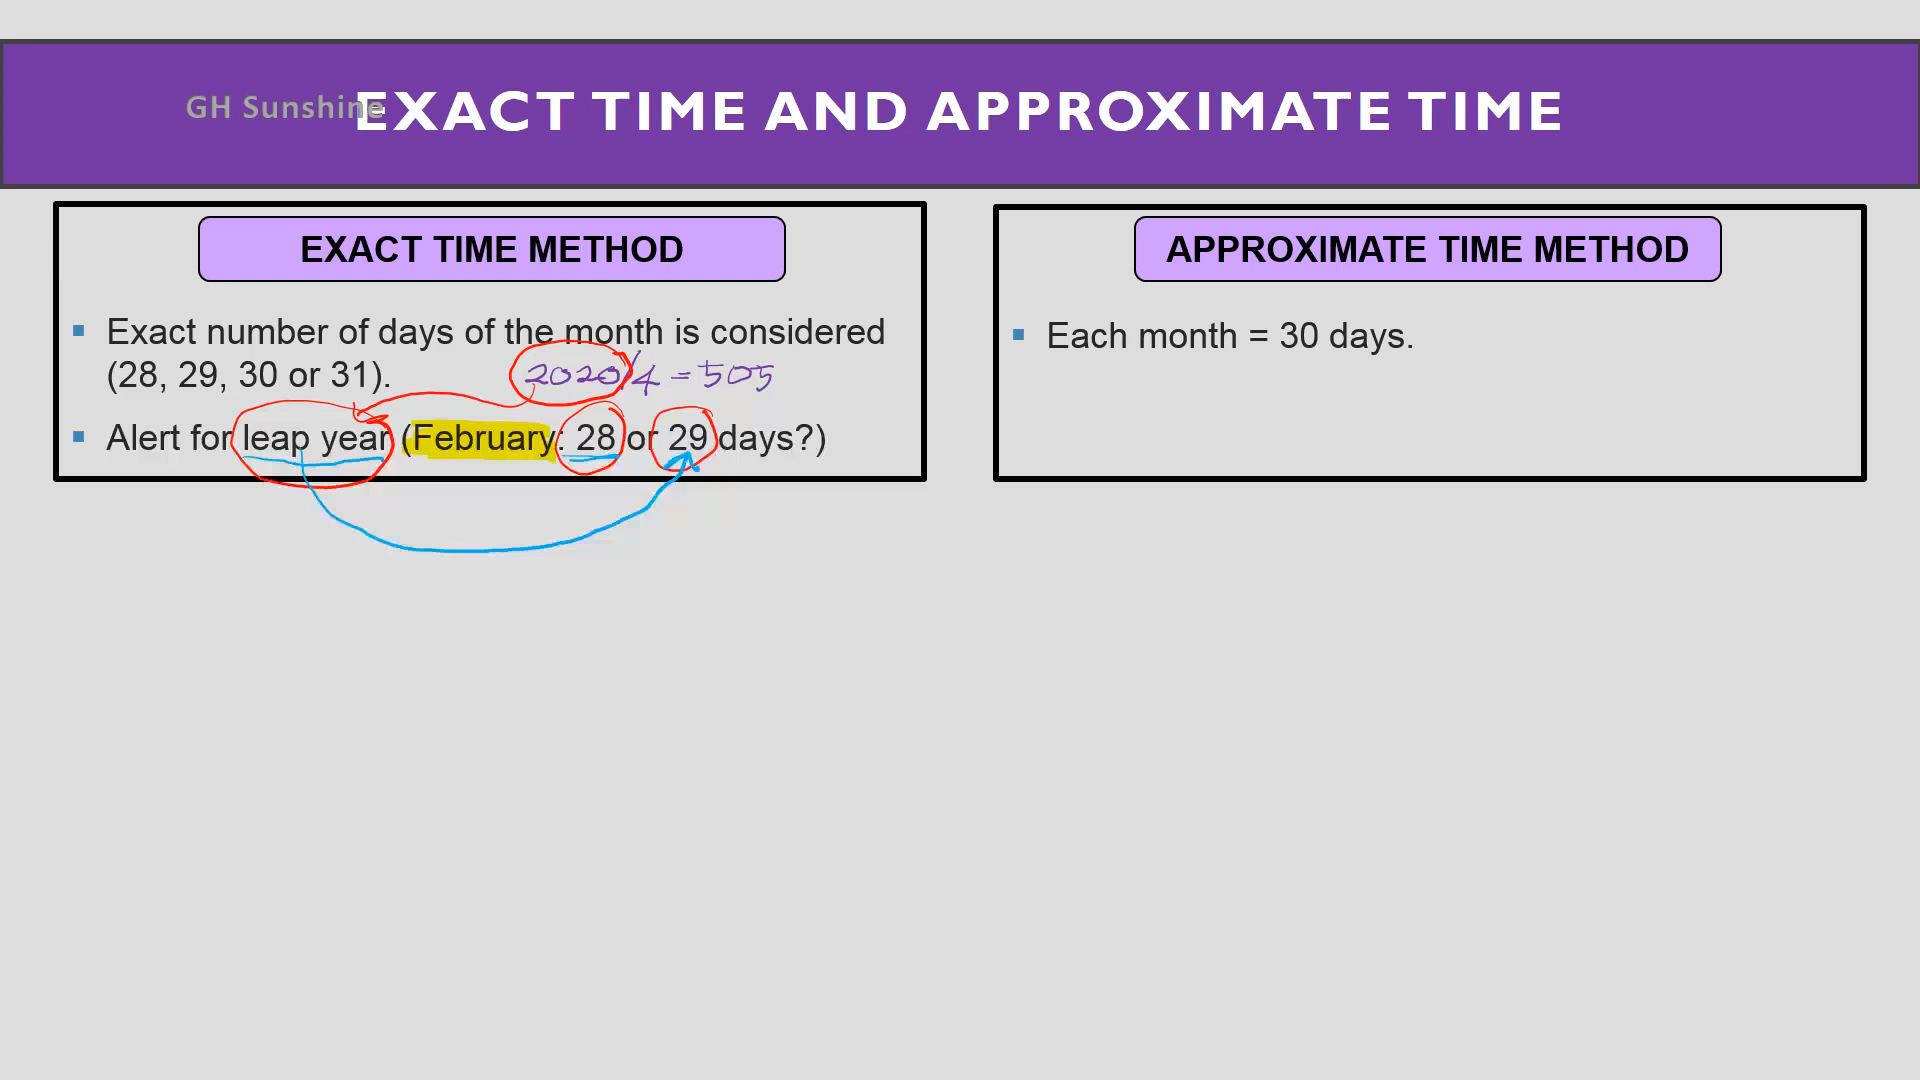 GH Sunshine
EXACT TIME AND APPROXIMATE TIME
EXACT TIME METHOD
▪ Exact number of days of the month is considered
(28, 29, 30 or 31).
2020/4 = 505
▪ Alert for leap year (February: 28 or 29 days?)
APPROXIMATE TIME METHOD
▪ Each month = 30 days.